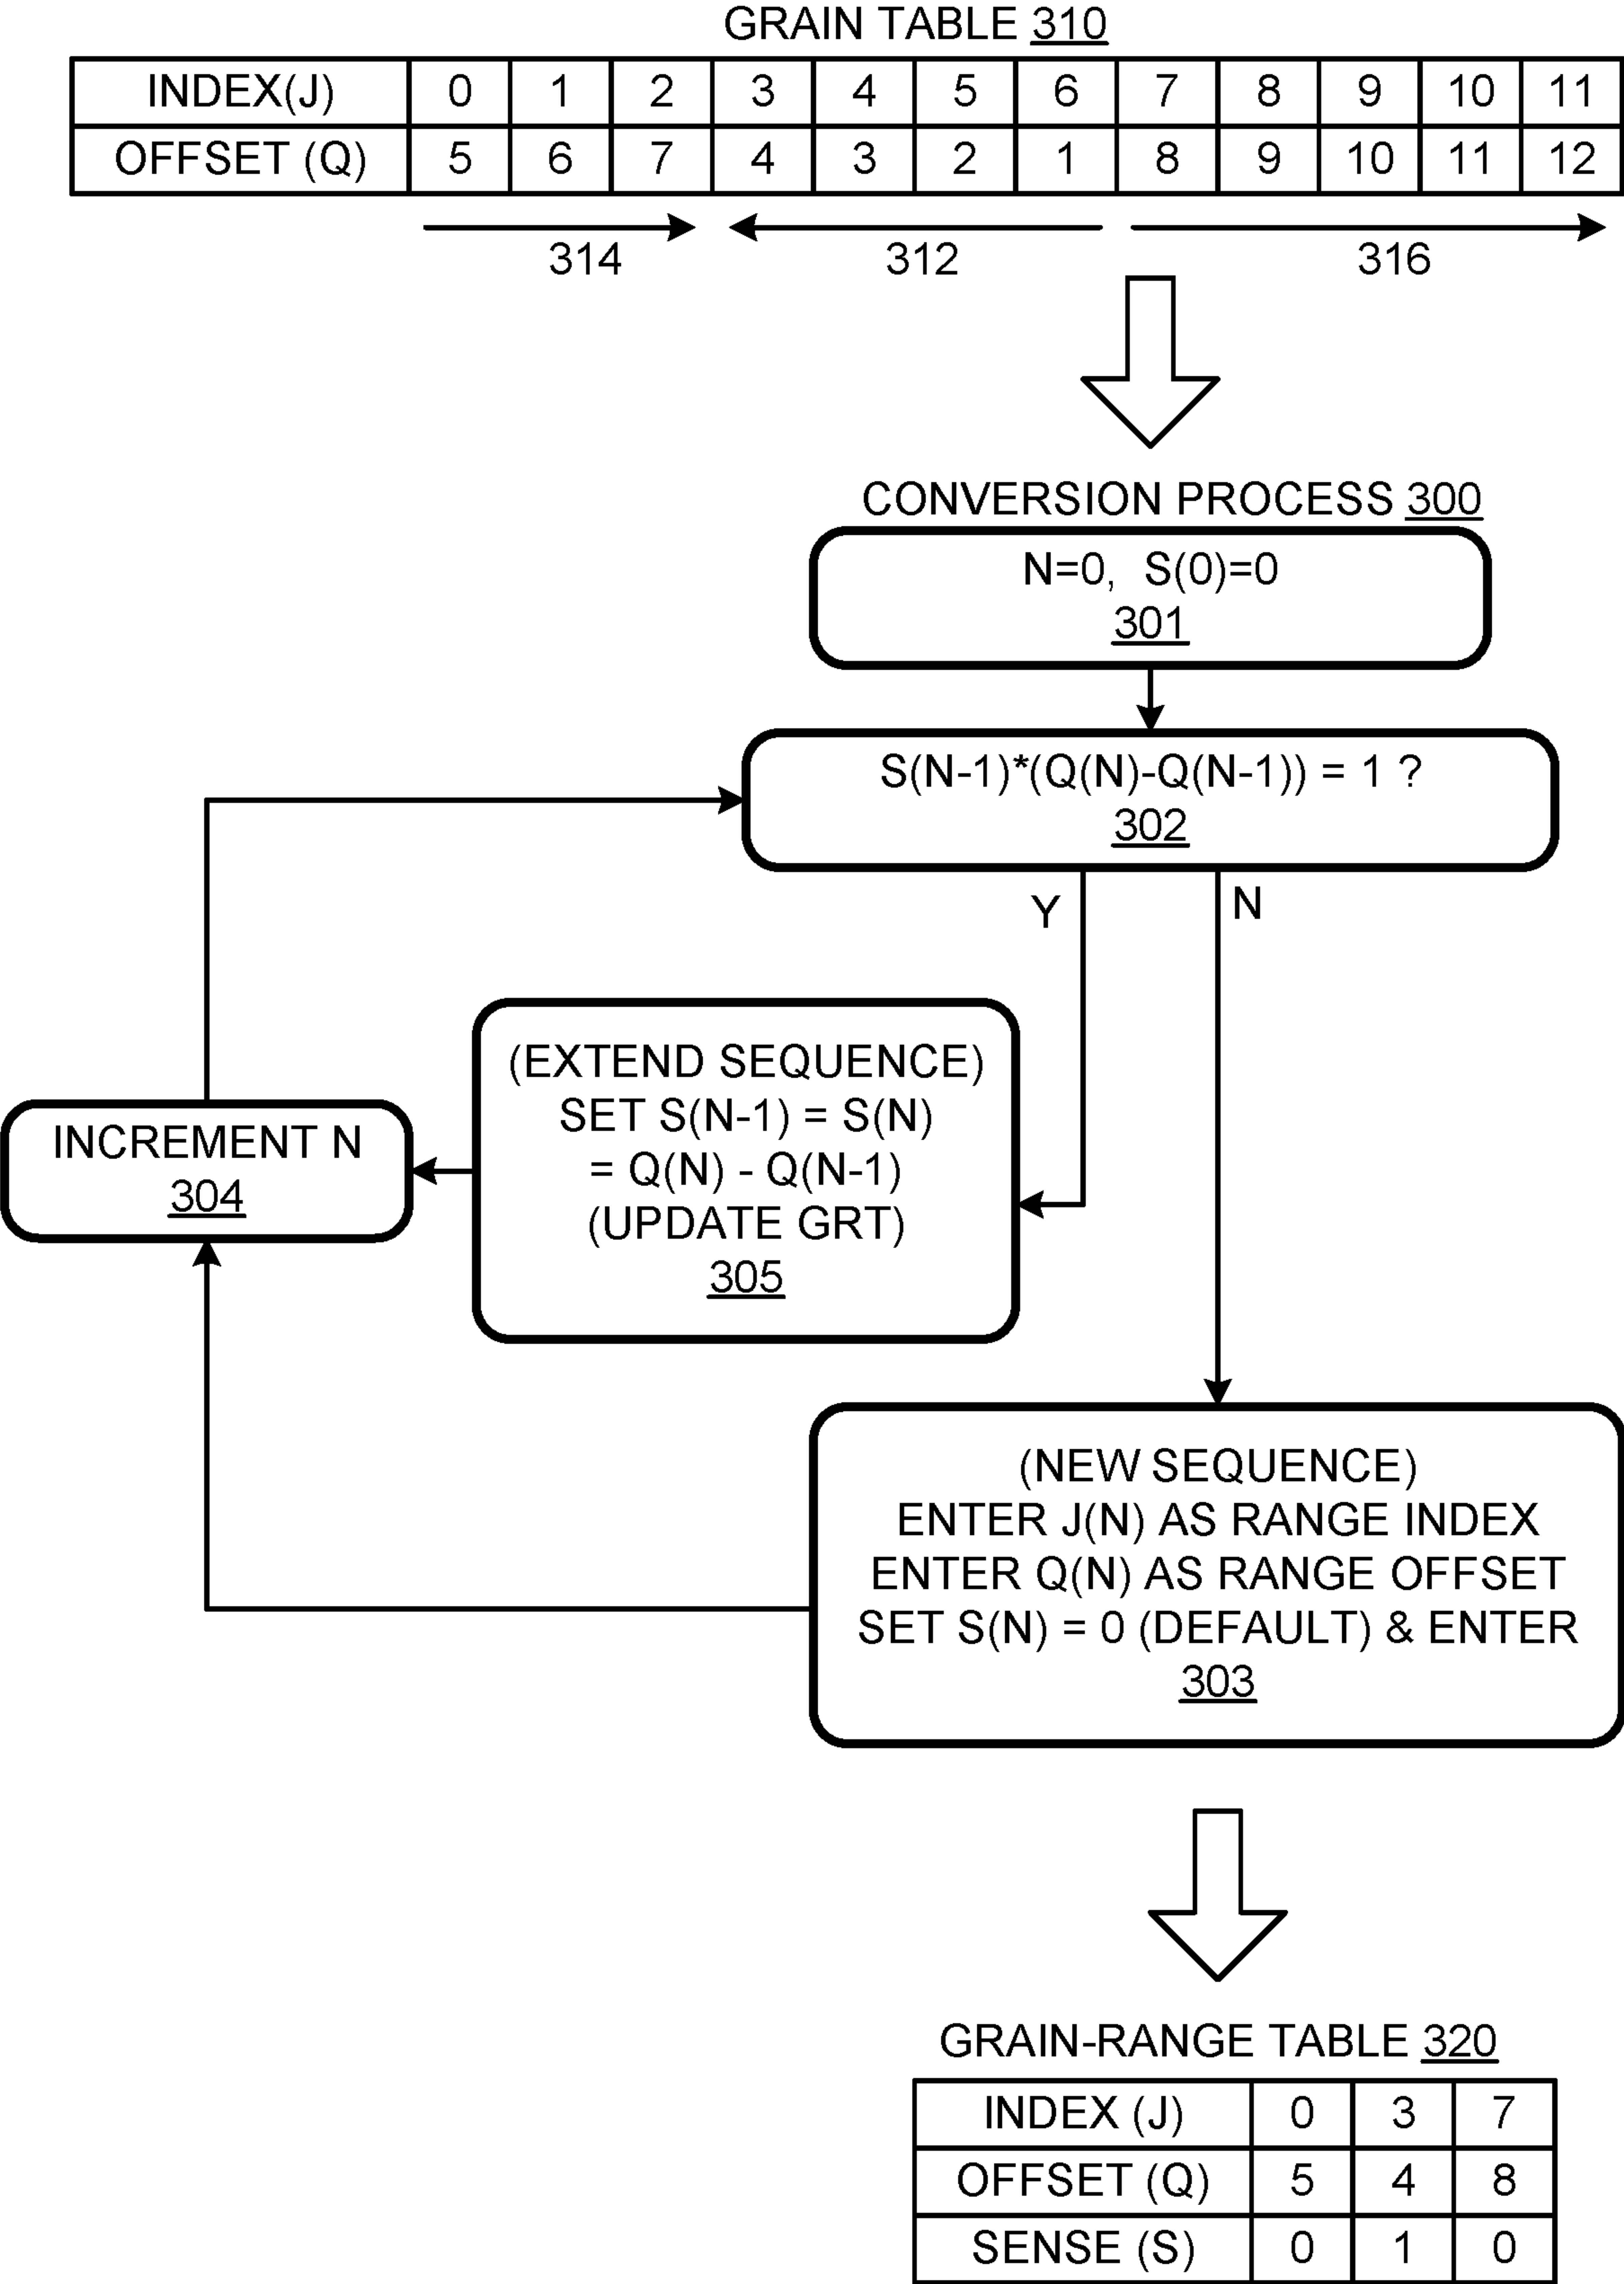 GRAIN TABLE 310
INDEX(J) 0 1 2 3 4 5 6 7 8 9 10 11
OFFSET (Q) 5 6 7 4 3 2 1 8 9 10 11 12
314 312 316
CONVERSION PROCESS 300
N=0, S(0)=0
301
S(N-1)*(Q(N)-Q(N-1)) = 1 ?
302
Y N
(EXTEND SEQUENCE)
SET S(N-1) = S(N)
= Q(N) - Q(N-1)
(UPDATE GRT)
305
INCREMENT N
304
(NEW SEQUENCE)
ENTER J(N) AS RANGE INDEX
ENTER Q(N) AS RANGE OFFSET
SET S(N) = 0 (DEFAULT) & ENTER
303
GRAIN-RANGE TABLE 320
INDEX (J) 0 3 7
OFFSET (Q) 5 4 8
SENSE (S) 0 1 0